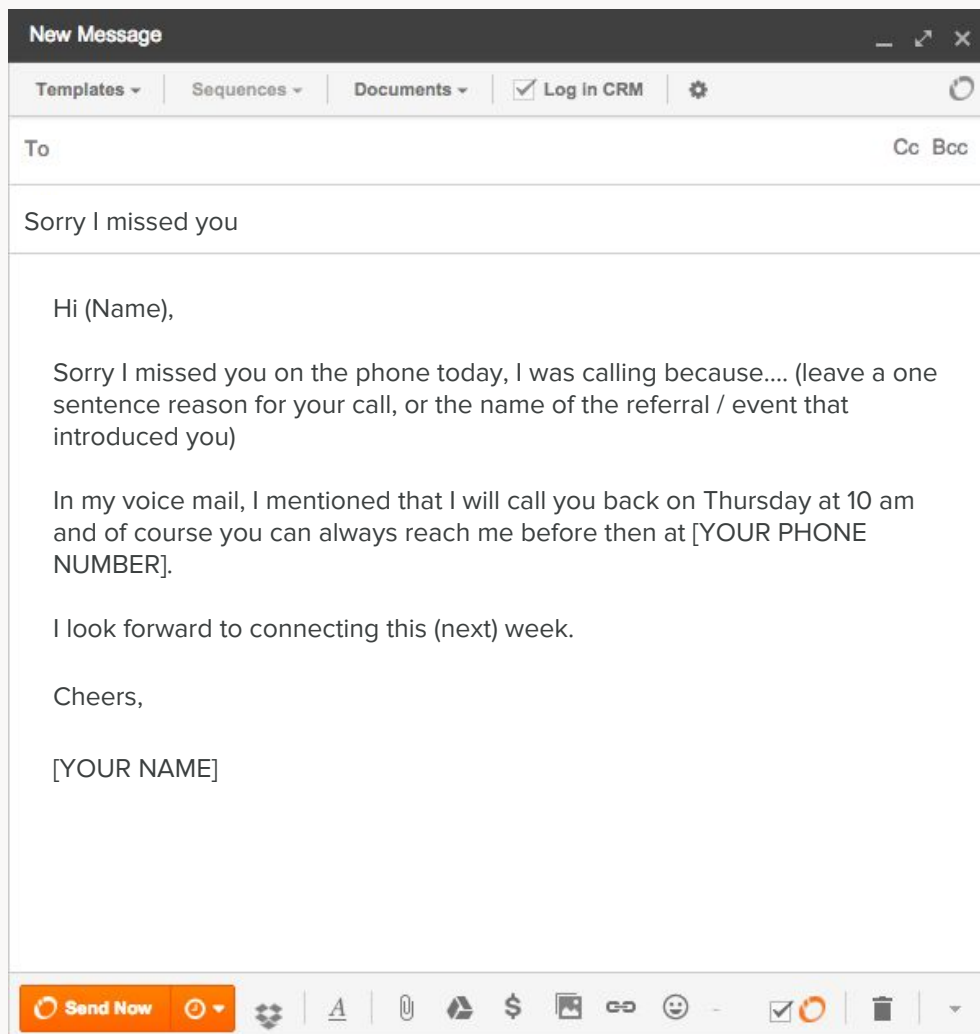 New Message
Templates Sequences Documents Log in CRM
To Cc Bcc
Sorry I missed you
Hi (Name),
Sorry I missed you on the phone today, I was calling because.... (leave a one
sentence reason for your call, or the name of the referral / event that
introduced you)
In my voice mail, I mentioned that I will call you back on Thursday at 10 am
and of course you can always reach me before then at [YOUR PHONE
NUMBER].
I look forward to connecting this (next) week.
Cheers,
[YOUR NAME]
Send Now A $